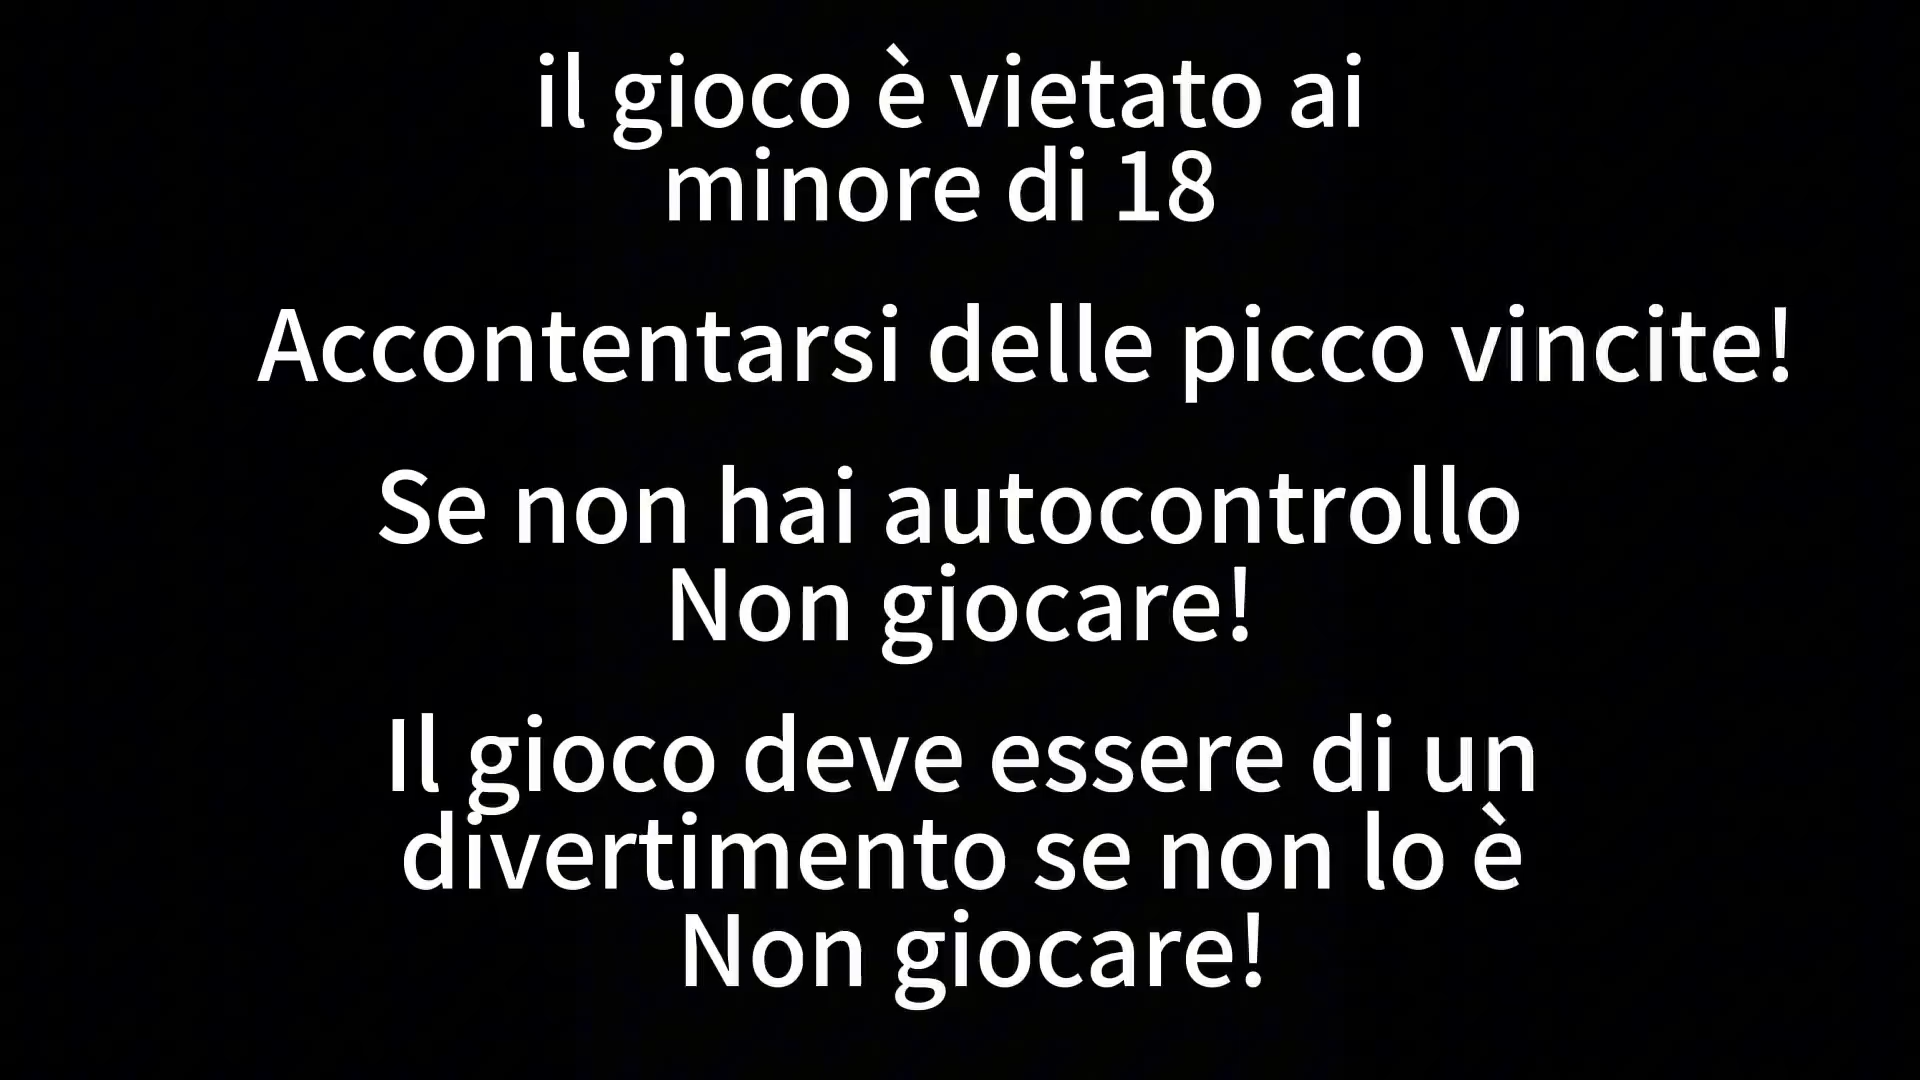 il gioco è vietato ai
minore di 18
Accontentarsi delle picco vincite!
Se non hai autocontrollo
Non giocare!
Il gioco deve essere di un
divertimento se non lo è
Non giocare!